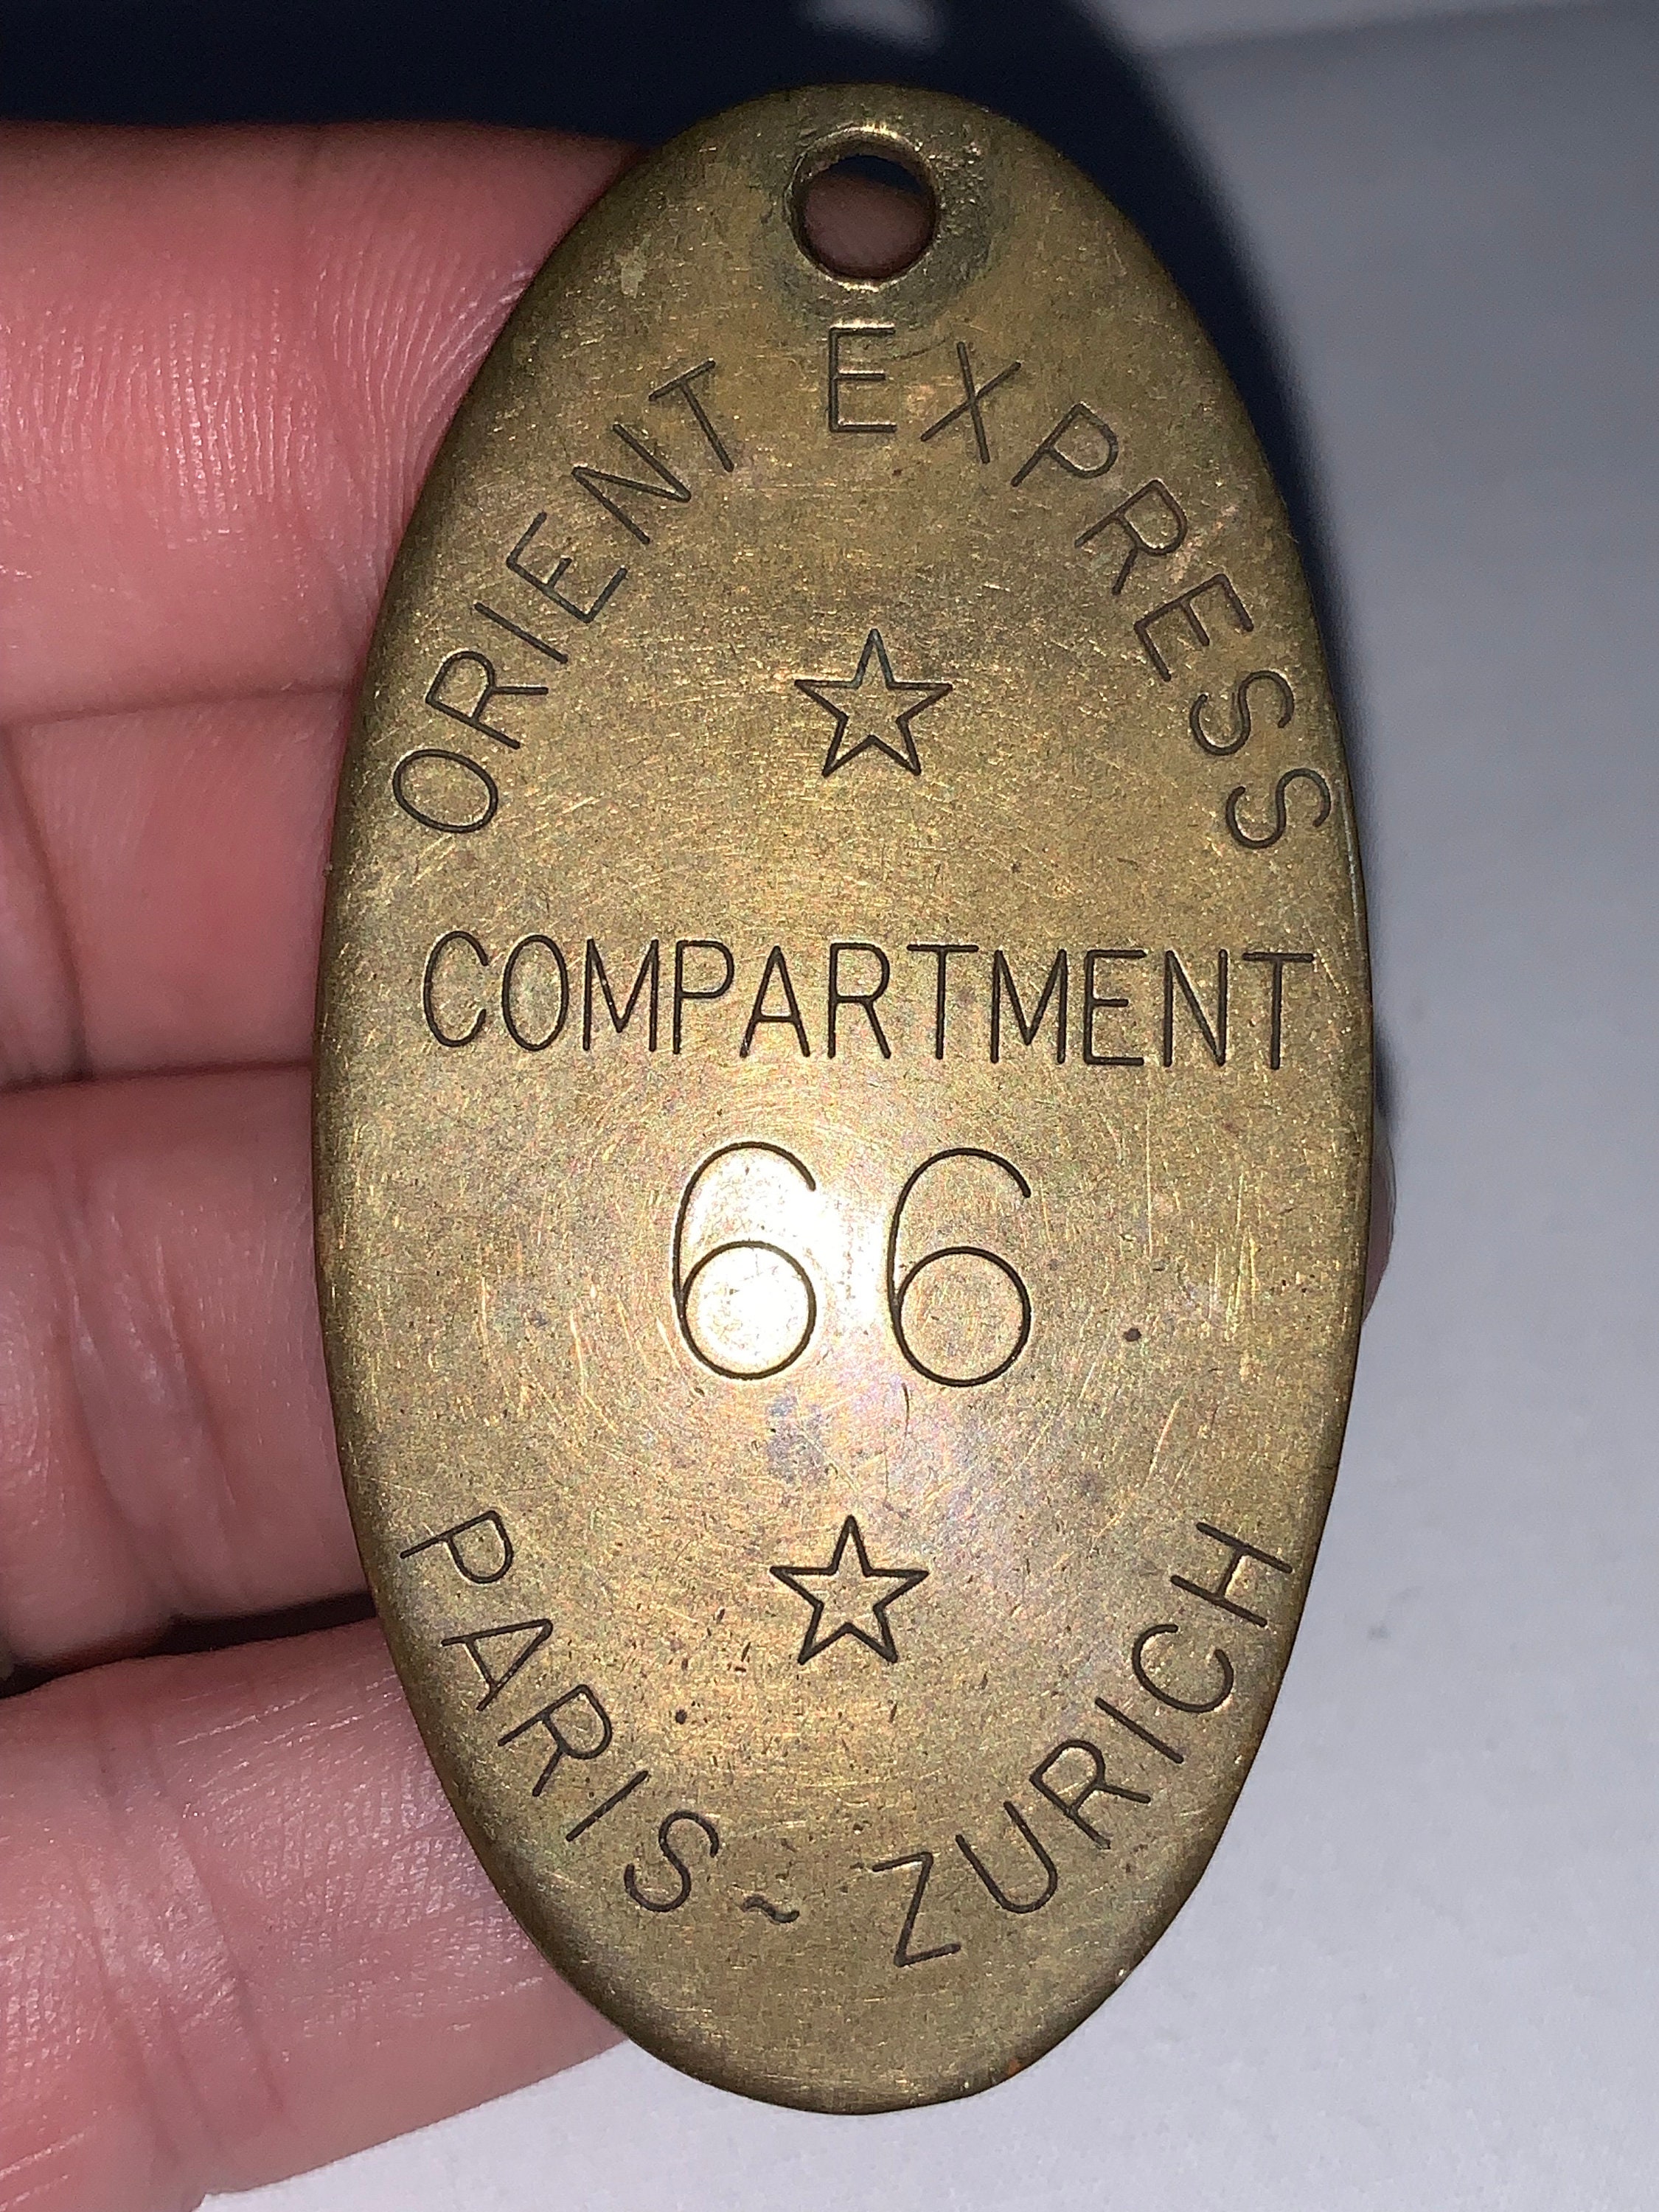 ORIENT EXPRESS
COMPARTMENT
66
PARIS ~ ZURICH